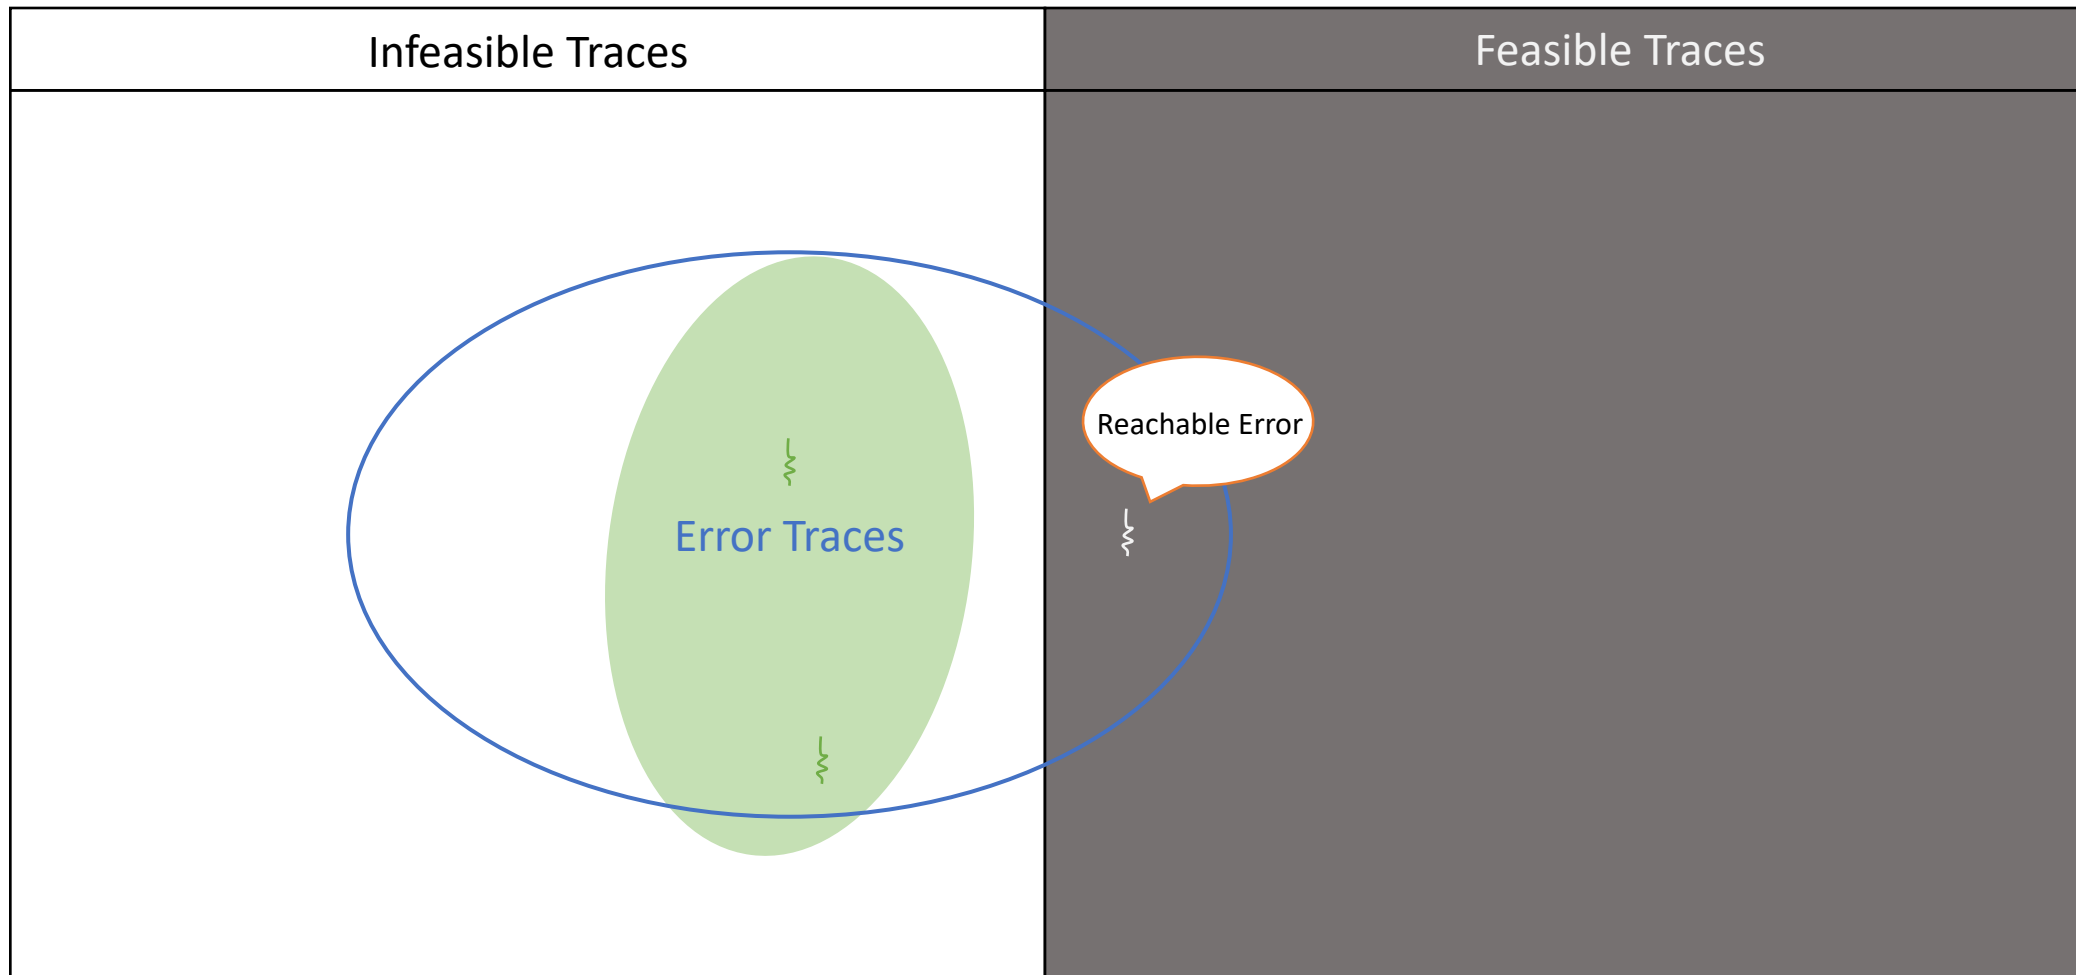 Infeasible Traces
Feasible Traces
Reachable Error
Error Traces